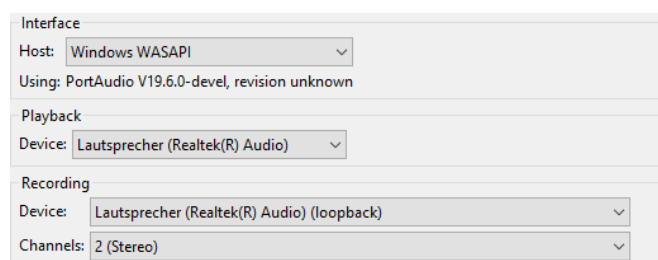 Interface
Host: Windows WASAPI
Using: PortAudio V19.6.0-devel, revision unknown
Playback
Device: Lautsprecher (Realtek(R) Audio)
Recording
Device: Lautsprecher (Realtek(R) Audio) (loopback)
Channels: 2 (Stereo)